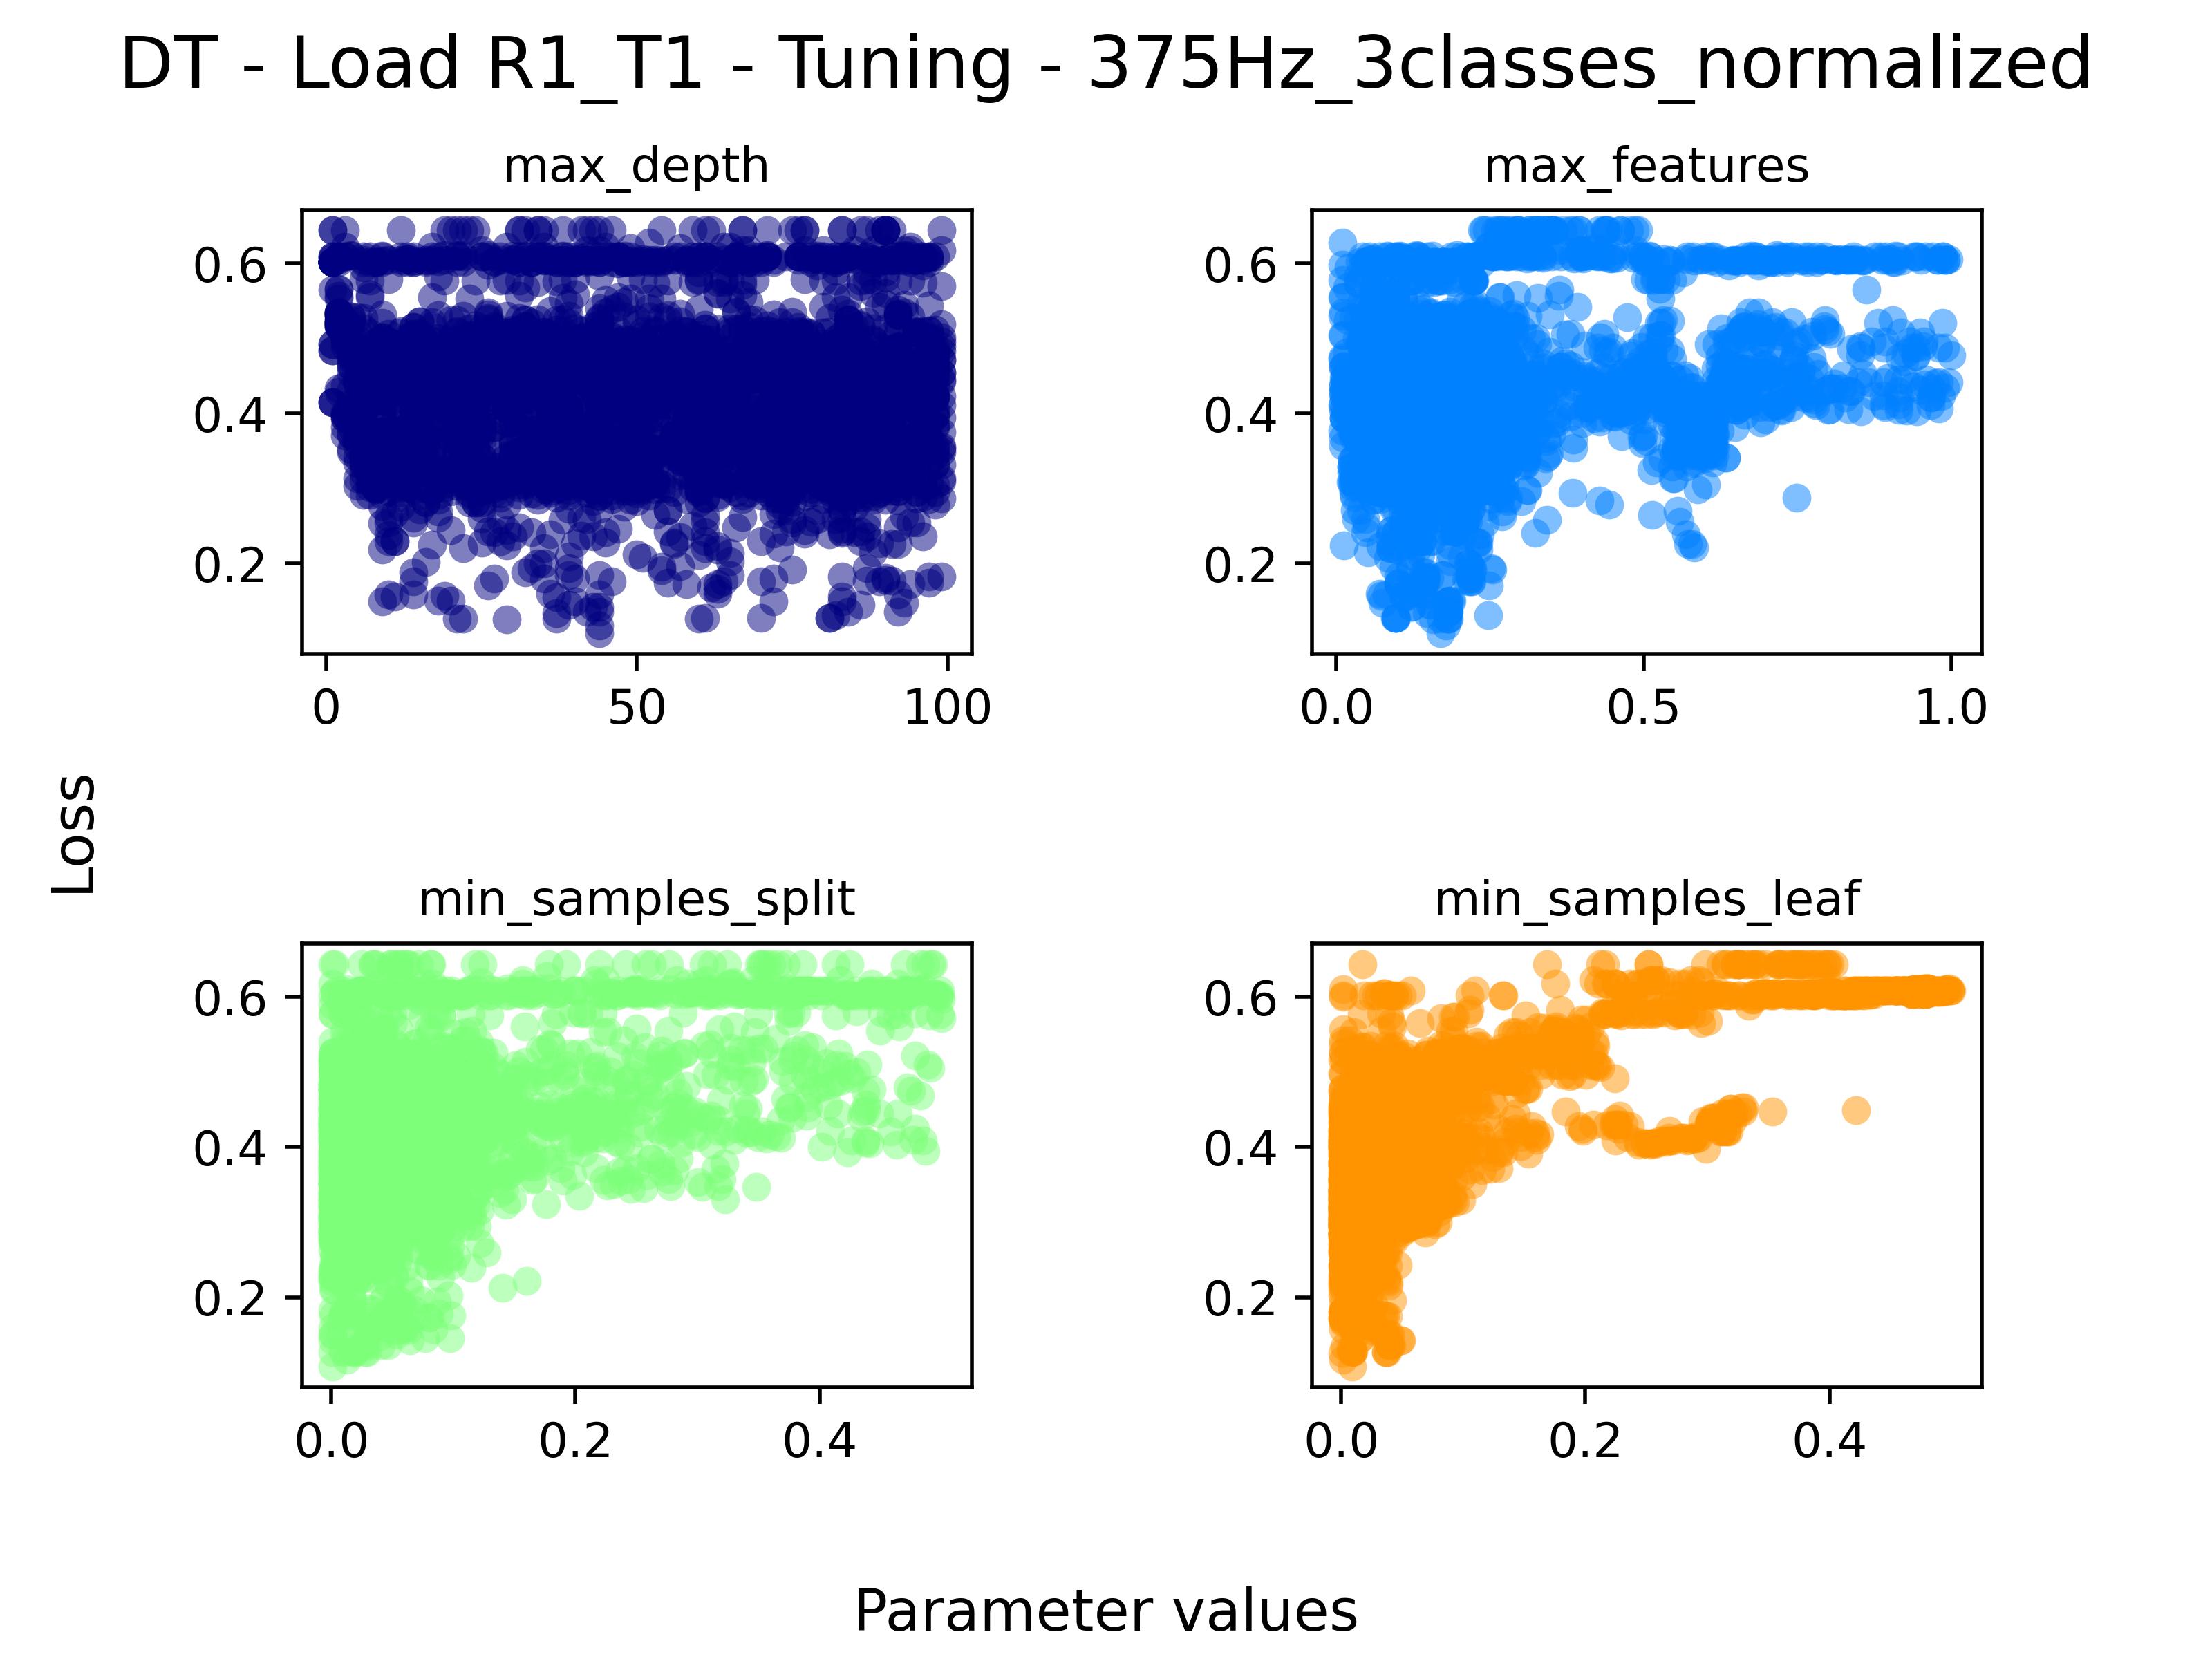 DT - Load R1_T1 - Tuning - 375Hz_3classes_normalized
max_depth
0.6
0.4
0.2
0 50 100
max_features
0.6
0.4
0.2
0.0 0.5 1.0
Loss
min_samples_split
0.6
0.4
0.2
0.0 0.2 0.4
min_samples_leaf
0.6
0.4
0.2
0.0 0.2 0.4
Parameter values